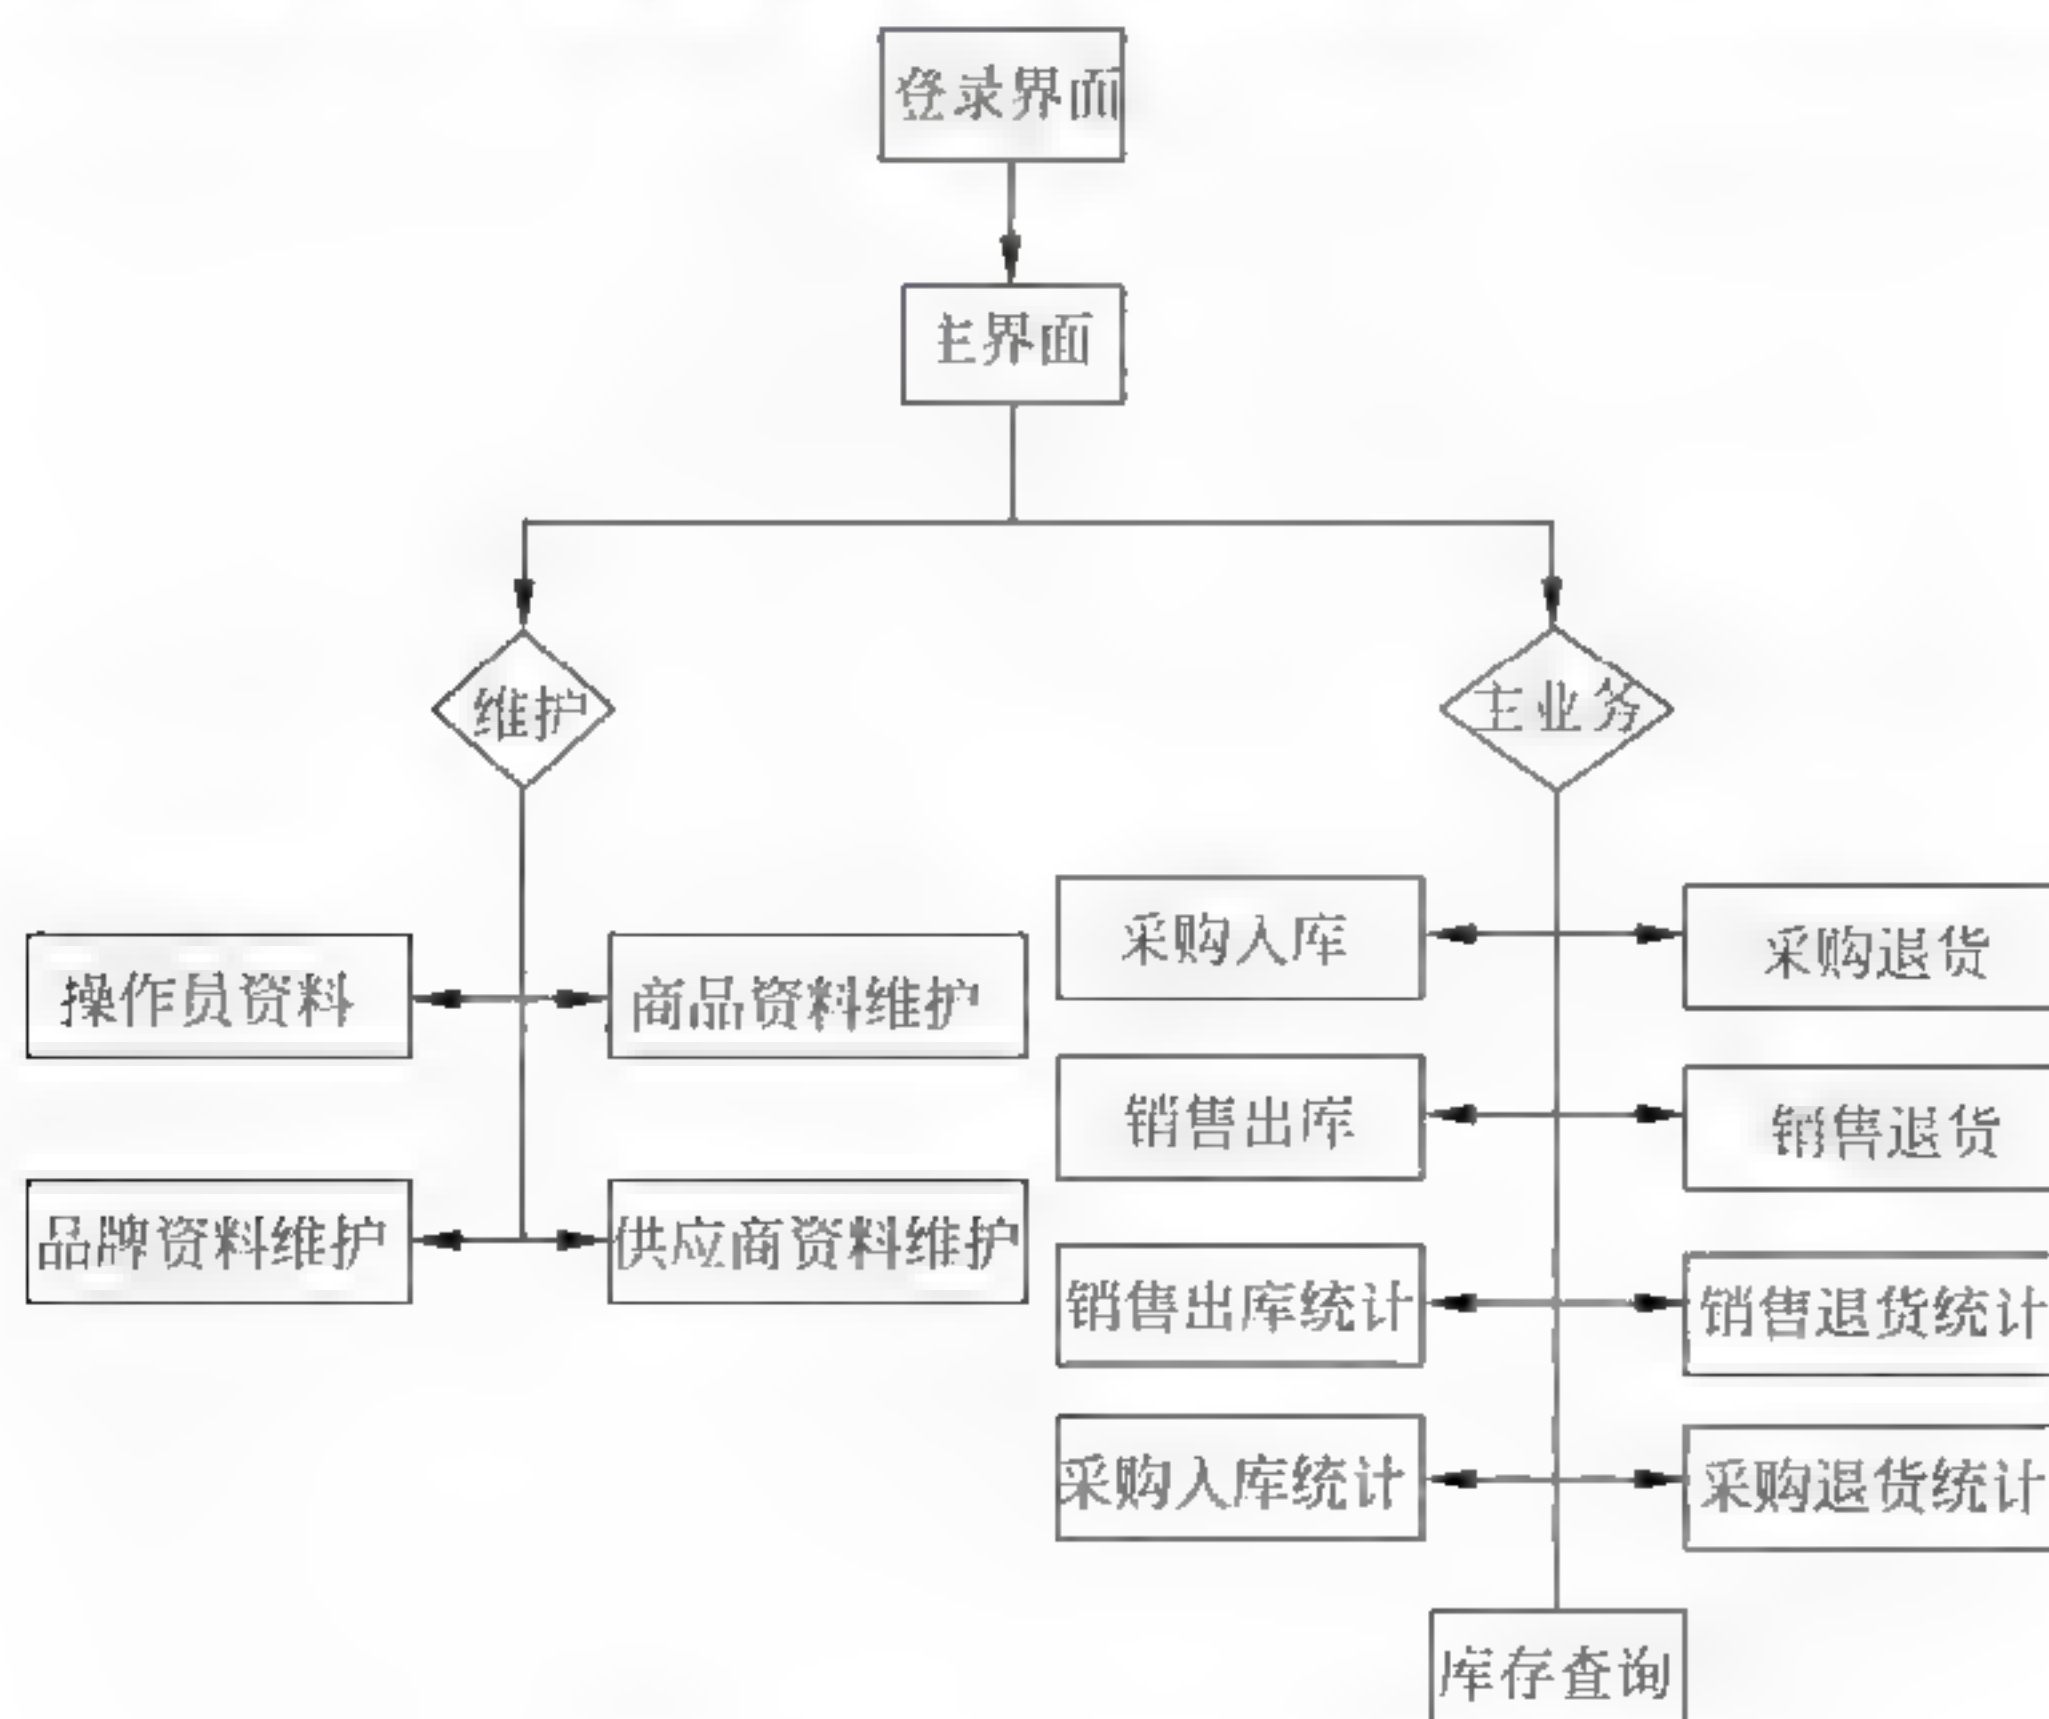 登录界面
主界面
维护
主业务
采购入库
采购退货
操作员资料
商品资料维护
销售出库
销售退货
品牌资料维护
供应商资料维护
销售出库统计
销售退货统计
采购入库统计
采购退货统计
库存查询